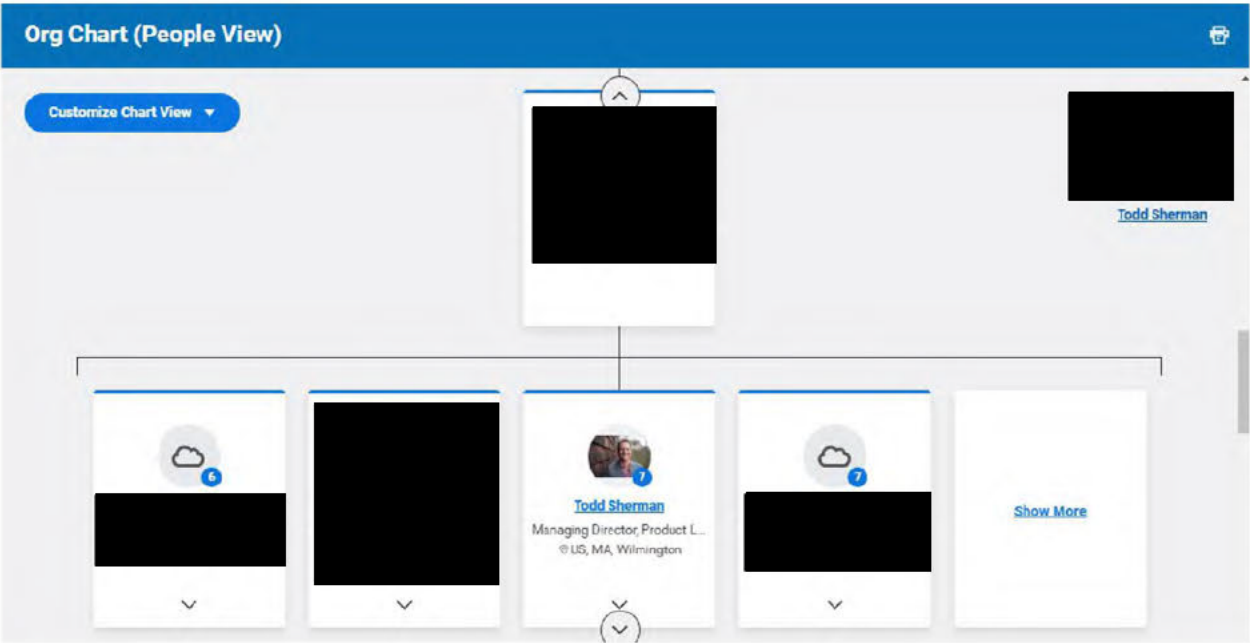 Org Chart (People View)
Customize Chart View
Todd Sherman
6
7
Todd Sherman
Managing Director, Product L...
US, MA, Wilmington
7
Show More